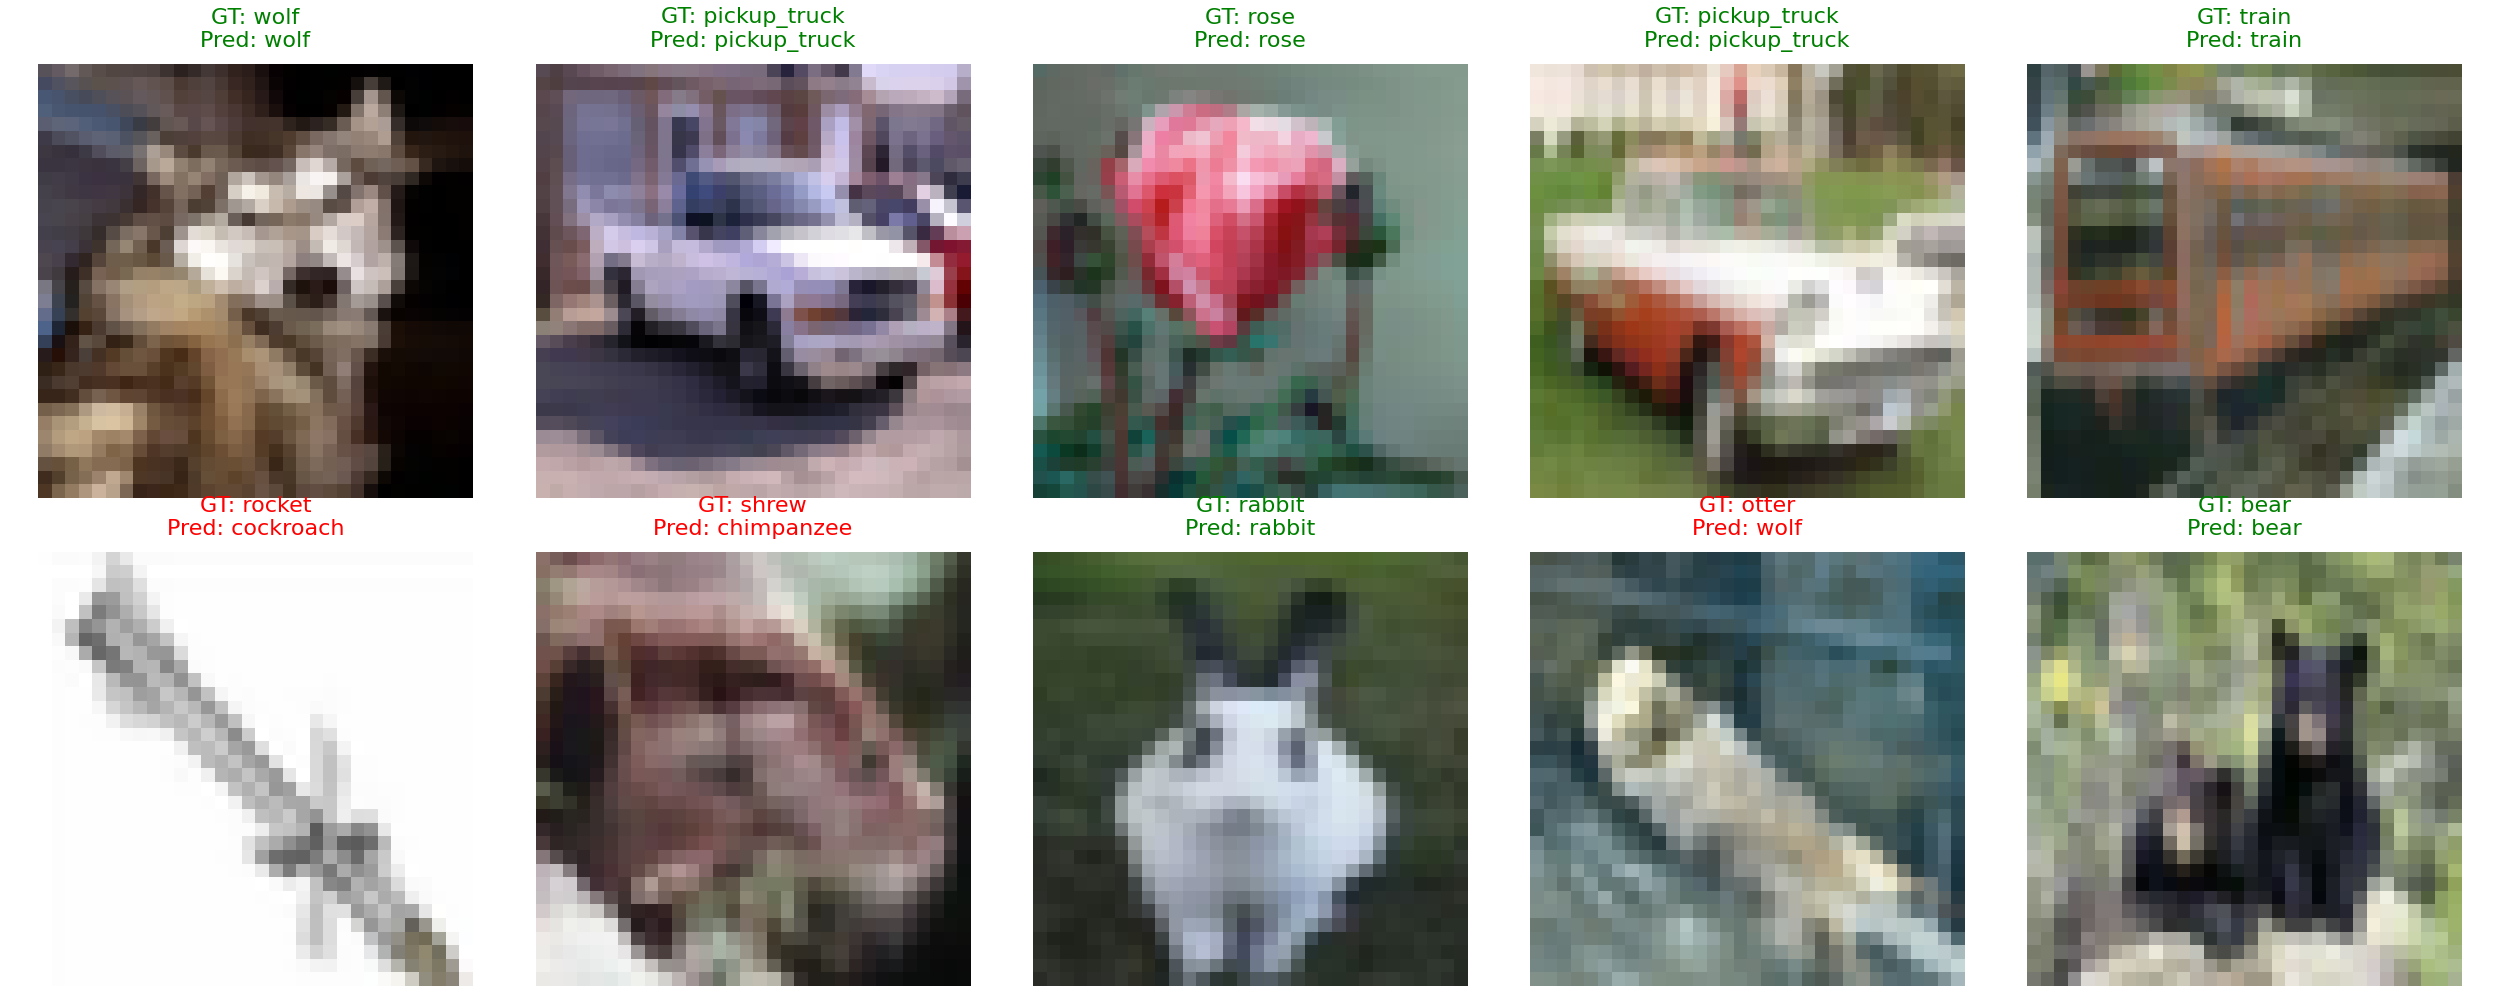 GT: wolf
Pred: wolf
GT: pickup_truck
Pred: pickup_truck
GT: rose
Pred: rose
GT: pickup_truck
Pred: pickup_truck
GT: train
Pred: train
GT: rocket
Pred: cockroach
GT: shrew
Pred: chimpanzee
GT: rabbit
Pred: rabbit
GT: otter
Pred: wolf
GT: bear
Pred: bear